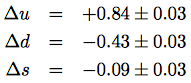 Δu = +0.84 ± 0.03
Δd = −0.43 ± 0.03
Δs = −0.09 ± 0.03